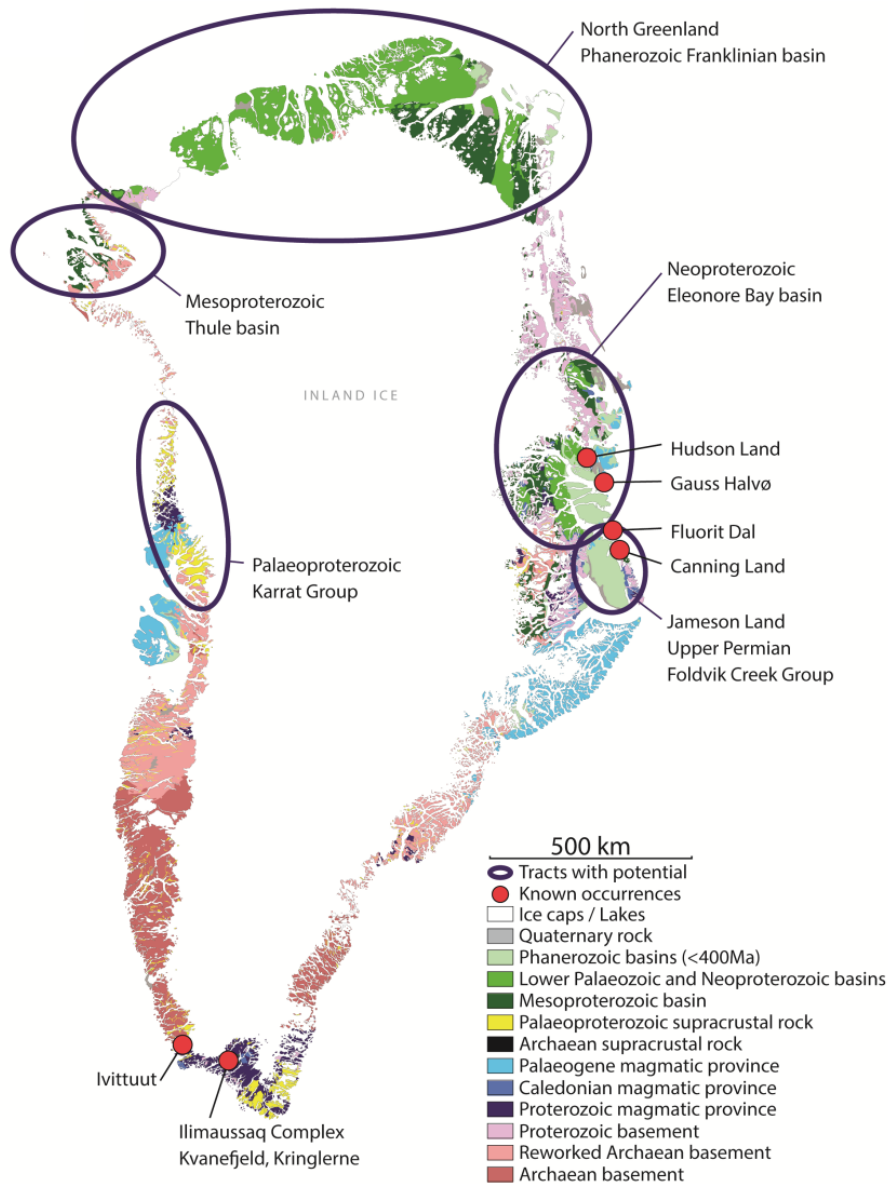 North Greenland
Phanerozoic Franklinian basin
Neoproterozoic
Eleonore Bay basin
Mesoproterozoic
Thule basin
INLAND ICE
Hudson Land
Gauss Halvø
Fluorit Dal
Canning Land
Palaeoproterozoic
Karrat Group
Jameson Land
Upper Permian
Foldvik Creek Group
500 km
Tracts with potential
Known occurrences
Ice caps / Lakes
Quaternary rock
Phanerozoic basins (<400Ma)
Lower Palaeozoic and Neoproterozoic basins
Mesoproterozoic basin
Palaeoproterozoic supracrustal rock
Archaean supracrustal rock
Palaeogene magmatic province
Caledonian magmatic province
Proterozoic magmatic province
Proterozoic basement
Reworked Archaean basement
Archaean basement
Ivittuut
Ilimaussaq Complex
Kvanefjeld, Kringlerne